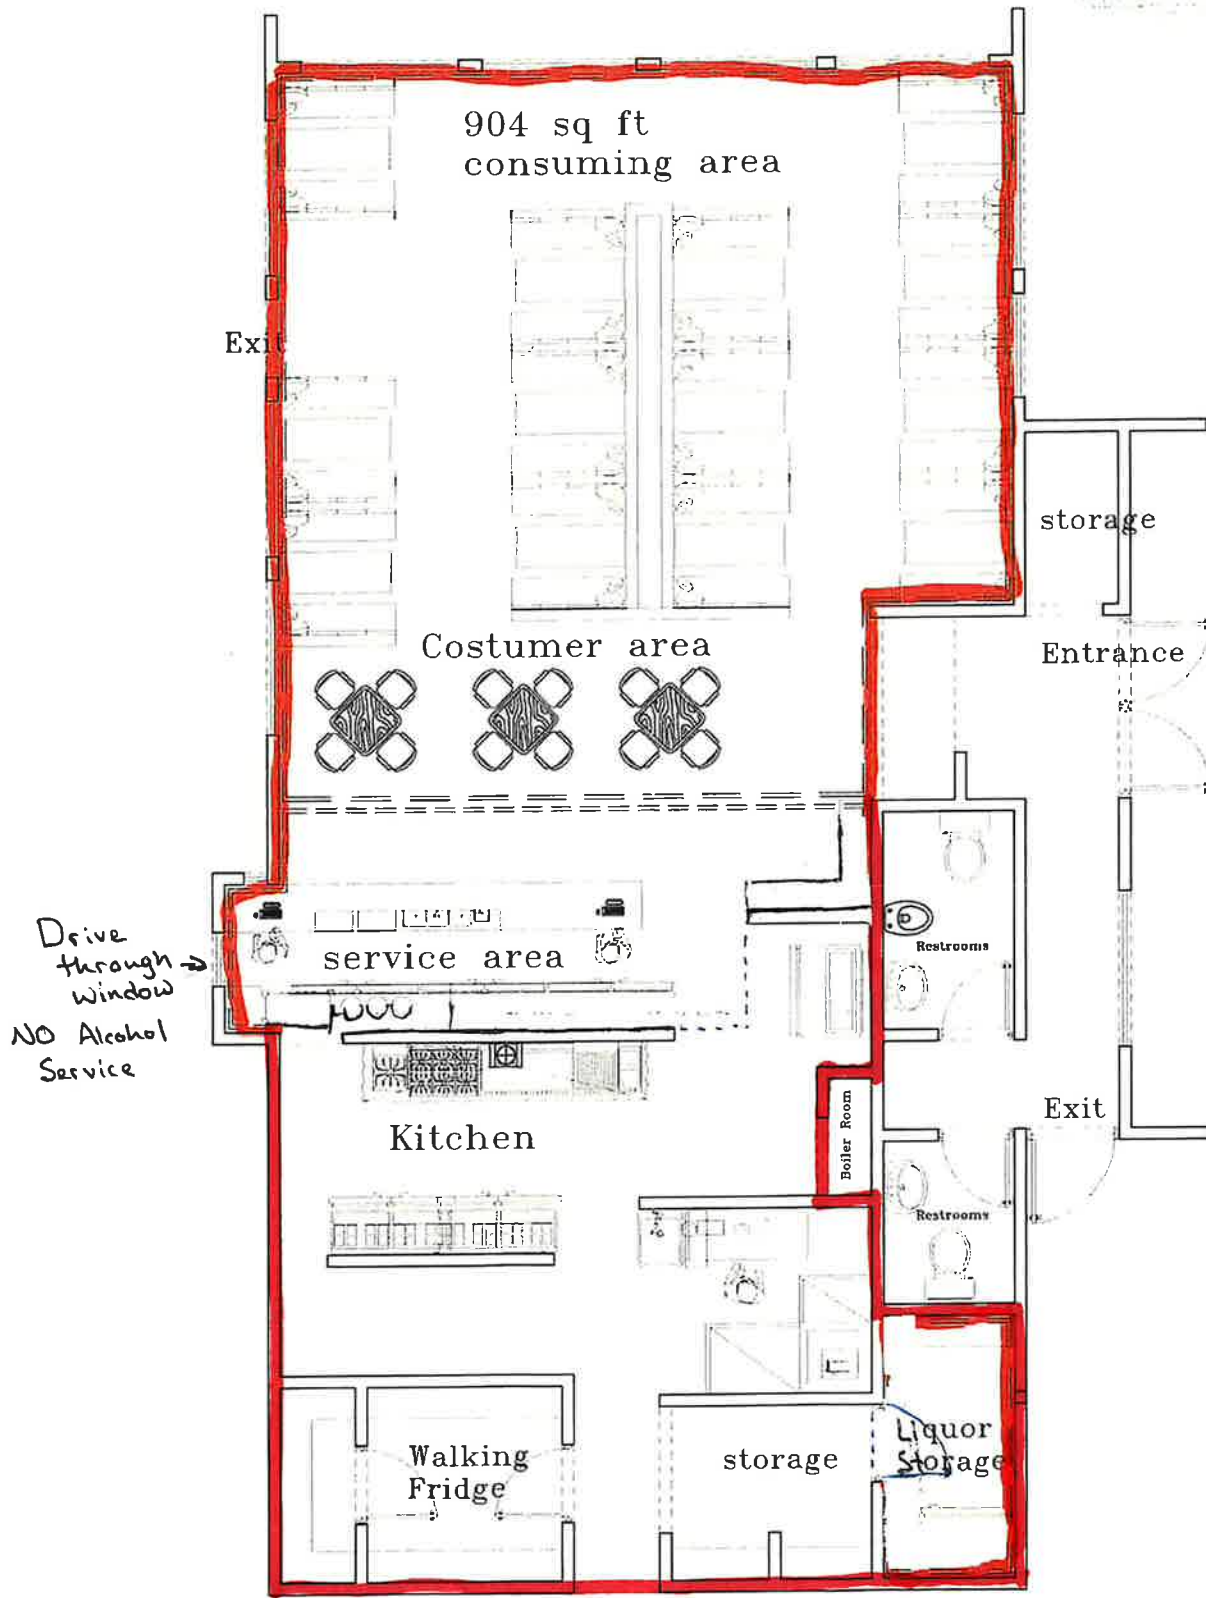 904 sq ft
consuming area
Exit
storage
Costumer area
Entrance
Drive
through
window
NO Alcohol
Service
service area
Restrooms
Kitchen
Boiler Room
Exit
Restrooms
Walking
Fridge
storage
Liquor
Storage